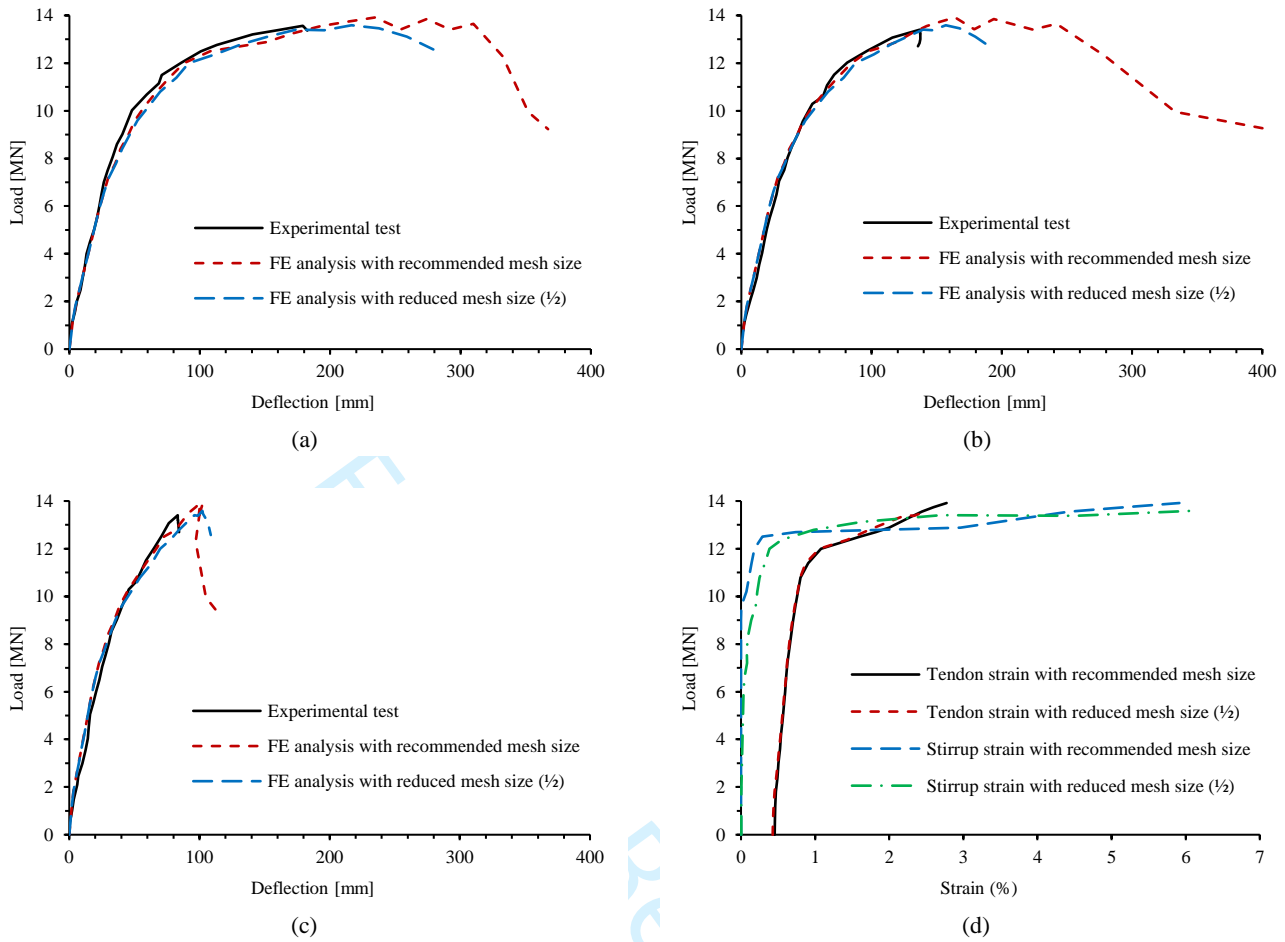 14
12
10
8
6
4
2
0
Load [MN]
Experimental test
FE analysis with recommended mesh size
FE analysis with reduced mesh size (½)
0 100 200 300 400
Deflection [mm]
(a)
14
12
10
8
6
4
2
0
Load [MN]
Experimental test
FE analysis with recommended mesh size
FE analysis with reduced mesh size (½)
0 100 200 300 400
Deflection [mm]
(b)
14
12
10
8
6
4
2
0
Load [MN]
Experimental test
FE analysis with recommended mesh size
FE analysis with reduced mesh size (½)
0 100 200 300 400
Deflection [mm]
(c)
14
12
10
8
6
4
2
0
Load [MN]
Tendon strain with recommended mesh size
Tendon strain with reduced mesh size (½)
Stirrup strain with recommended mesh size
Stirrup strain with reduced mesh size (½)
0 1 2 3 4 5 6 7
Strain (%)
(d)